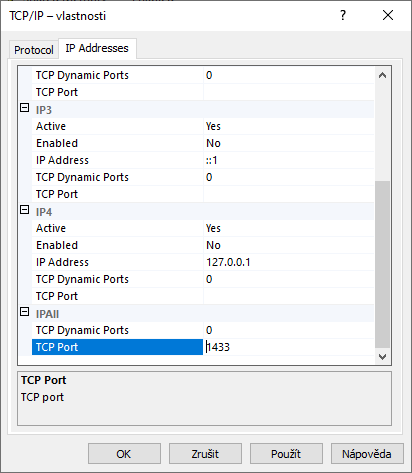 TCP/IP – vlastnosti
Protocol IP Addresses
TCP Dynamic Ports 0
TCP Port
IP3
Active Yes
Enabled No
IP Address ::1
TCP Dynamic Ports 0
TCP Port
IP4
Active Yes
Enabled No
IP Address 127.0.0.1
TCP Dynamic Ports 0
TCP Port
IPAll
TCP Dynamic Ports 0
TCP Port 1433
TCP Port
TCP port
OK Zrušit Použít Nápověda